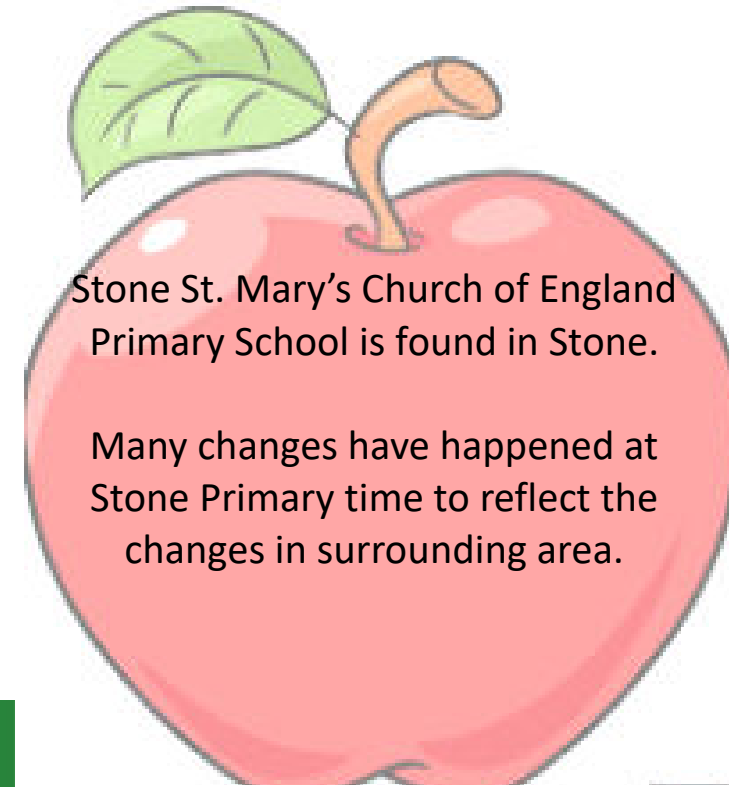 Stone St. Mary’s Church of England
Primary School is found in Stone.
Many changes have happened at
Stone Primary time to reflect the
changes in surrounding area.